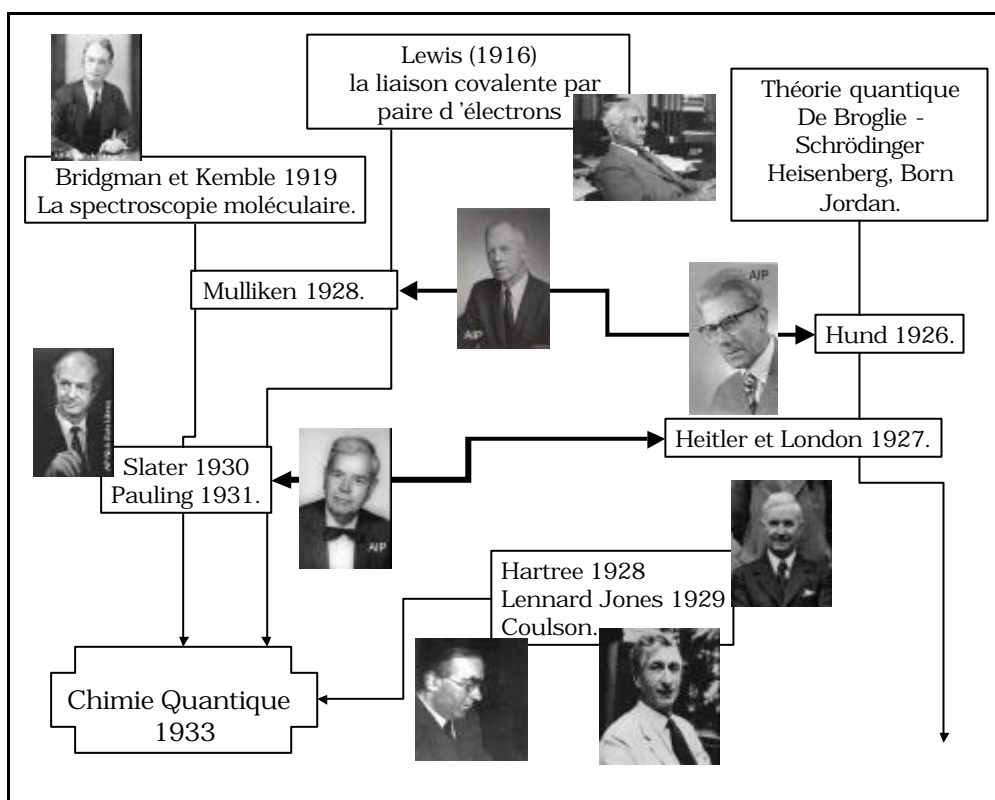 Lewis (1916)
la liaison covalente par
paire d ’électrons
AIP
Théorie quantique
De Broglie -
Schrödinger
Heisenberg, Born
Jordan.
Bridgman et Kemble 1919
La spectroscopie moléculaire.
Mulliken 1928.
AIP
AIP
Hund 1926.
Slater 1930
Pauling 1931.
AIP
Heitler et London 1927.
Hartree 1928
Lennard Jones 1929
Coulson.
Chimie Quantique
1933